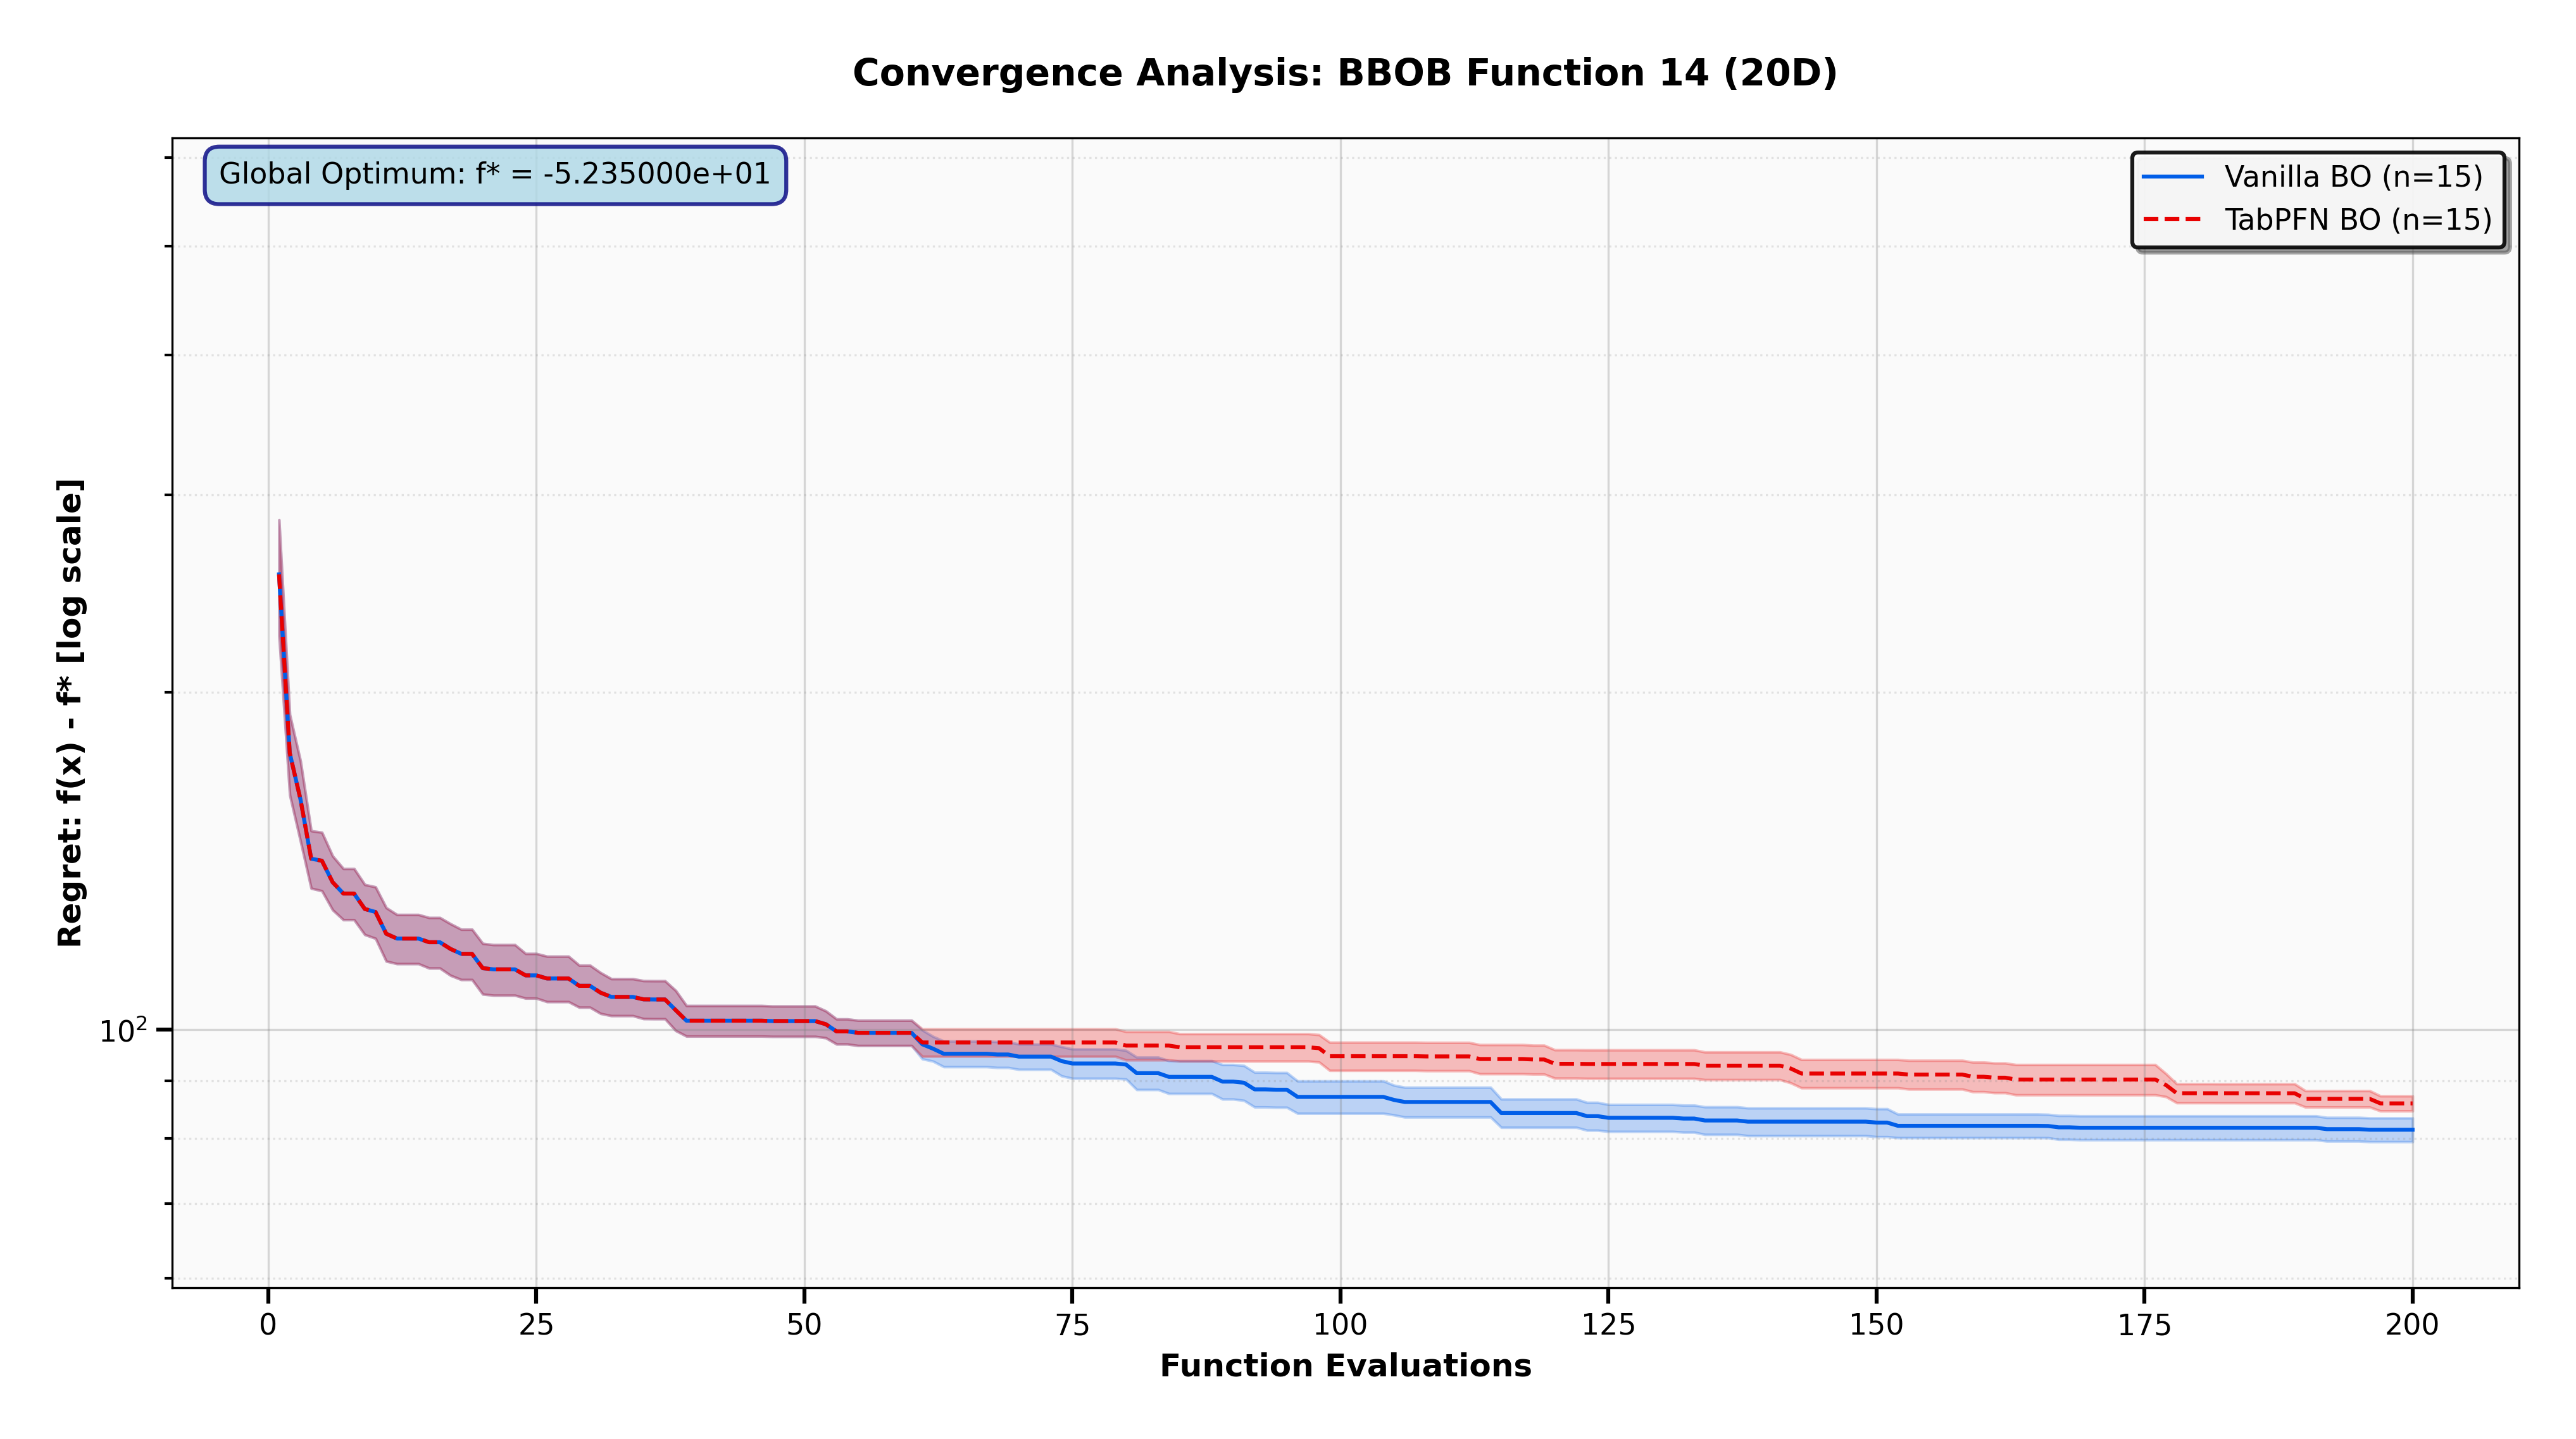 Convergence Analysis: BBOB Function 14 (20D)
Global Optimum: f* = -5.235000e+01
Vanilla BO (n=15)
TabPFN BO (n=15)
Regret: f(x) - f* [log scale]
10²
0 25 50 75 100 125 150 175 200
Function Evaluations